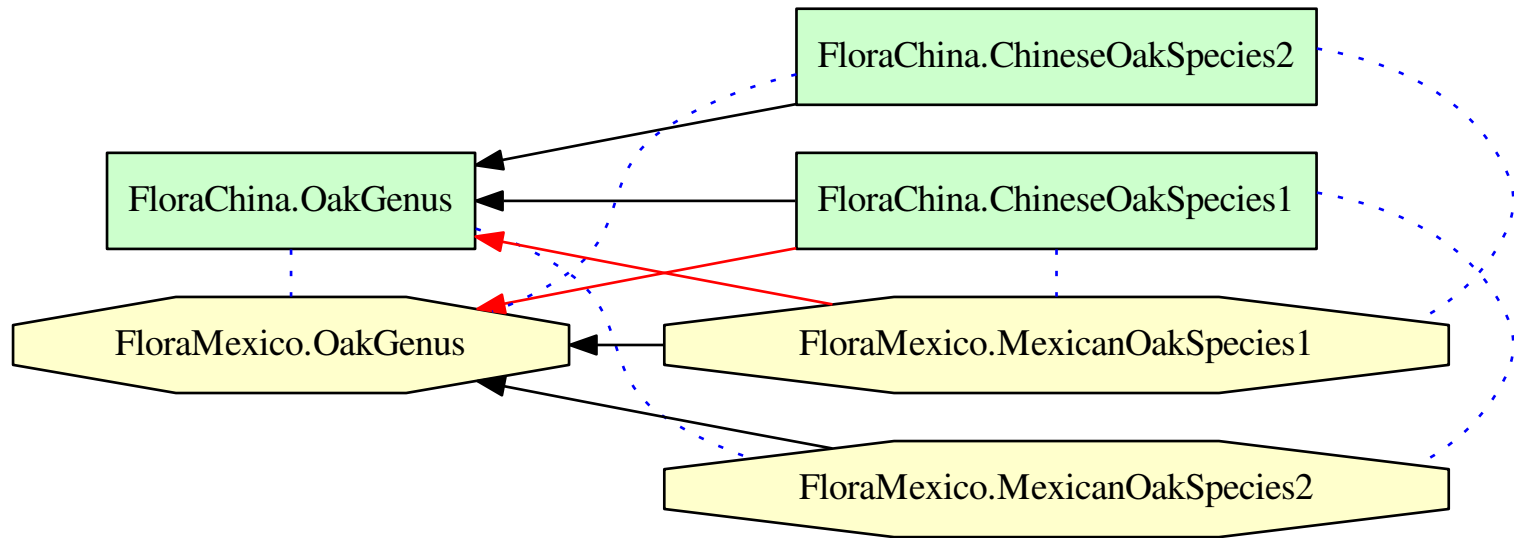 FloraChina.ChineseOakSpecies2
FloraChina.OakGenus
FloraChina.ChineseOakSpecies1
FloraMexico.OakGenus
FloraMexico.MexicanOakSpecies1
FloraMexico.MexicanOakSpecies2